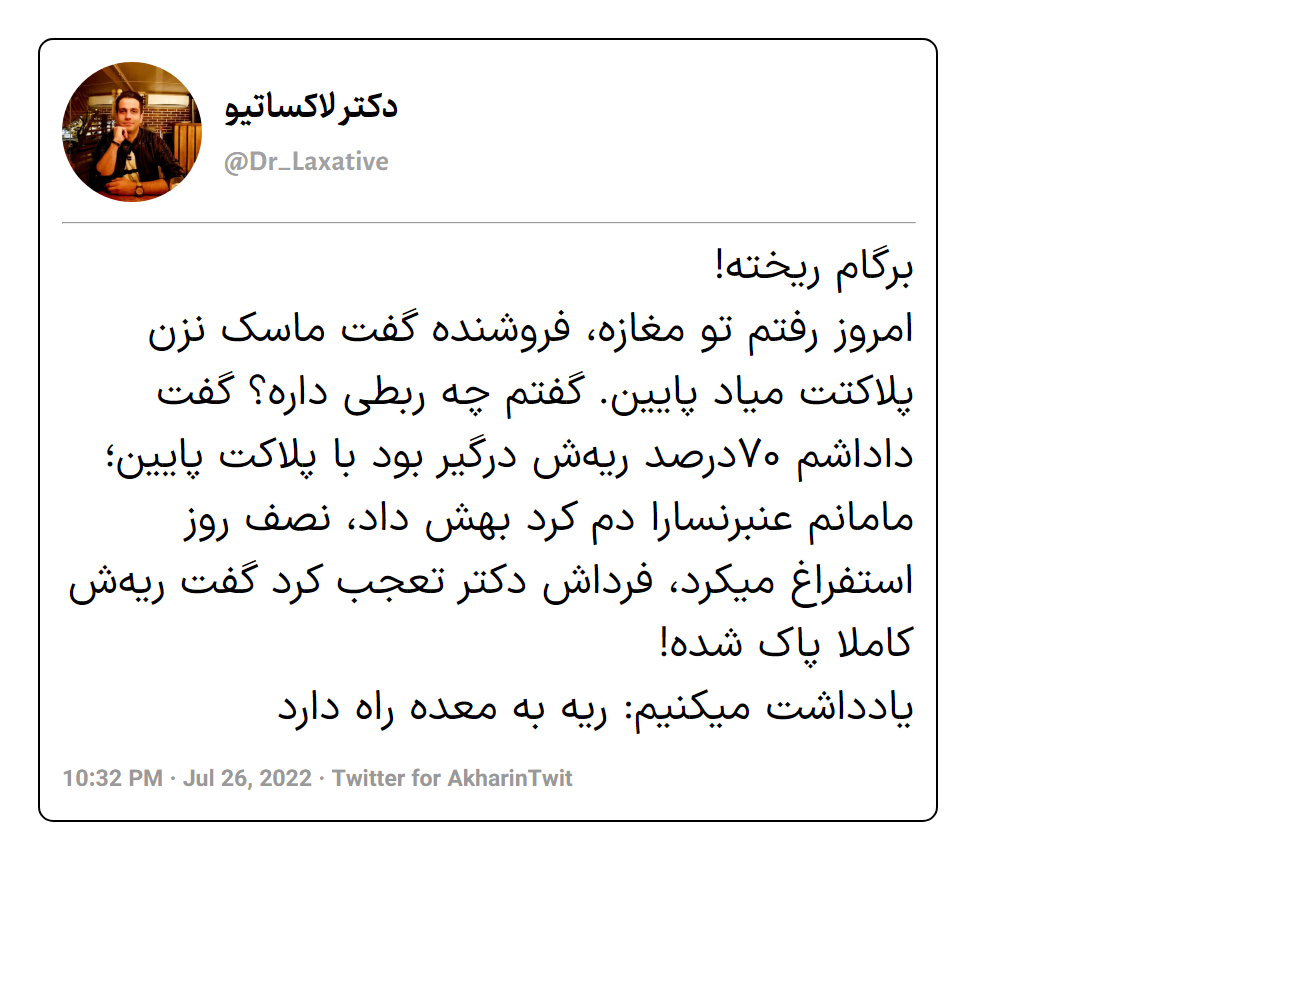 دکتر لاکساتیو
@Dr_Laxative
برگام ریخته!
امروز رفتم تو مغازه، فروشنده گفت ماسک نزن
پلاکتت میاد پایین. گفتم چه ربطی داره؟ گفت
داداشم ۷۰درصد ریه‌ش درگیر بود با پلاکت پایین؛
مامانم عنبرنسارا دم کرد بهش داد، نصف روز
استفراغ میکرد، فرداش دکتر تعجب کرد گفت ریه‌ش
کاملا پاک شده!
یادداشت میکنیم: ریه به معده راه دارد
10:32 PM · Jul 26, 2022 · Twitter for AkharinTwit